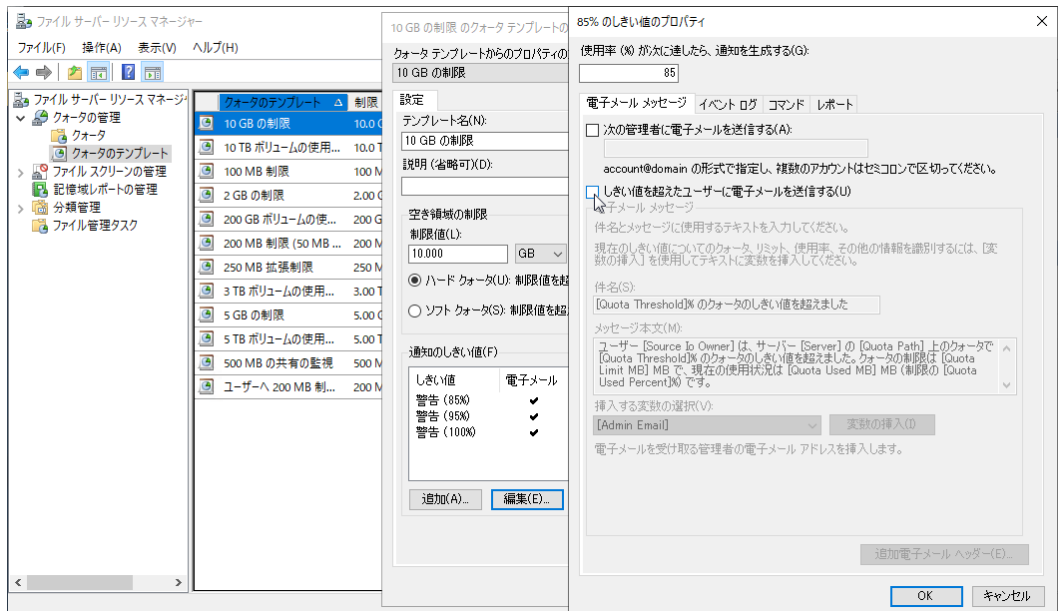 ファイル サーバー リソース マネージャー
ファイル(F) 操作(A) 表示(V) ヘルプ(H)
ファイル サーバー リソース マネージ
クォータの管理
クォータ
クォータのテンプレート
ファイル スクリーンの管理
記憶域レポートの管理
分類管理
ファイル管理タスク
クォータのテンプレート 制限
10 GB の制限 10.0
10 TB ボリュームの使用... 10.0
100 MB 制限 100
2 GB の制限 2.00
200 GB ボリュームの使... 200 G
200 MB 制限 (50 MB ... 200
250 MB 拡張制限 250
3 TB ボリュームの使用... 3.00
5 GB の制限 5.00
5 TB ボリュームの使用... 5.00
500 MB の共有の監視 500
ユーザーへ 200 MB 制... 200
10 GB の制限 のクォータ テンプレートの
クォータ テンプレートからのプロパティの
10 GB の制限
設定
テンプレート名(N):
10 GB の制限
説明 (省略可)(D):
空き領域の制限
制限値(L):
10.000 GB
ハード クォータ(U): 制限値を超
ソフト クォータ(S): 制限値を超
通知のしきい値(F)
しきい値 電子メール
警告 (85%)
警告 (95%)
警告 (100%)
追加(A)... 編集(E)...
85% のしきい値のプロパティ
使用率 (%) が次に達したら、通知を生成する(G):
85
電子メール メッセージ イベント ログ コマンド レポート
次の管理者に電子メールを送信する(A):
account@domain の形式で指定し、複数のアカウントはセミコロンで区切ってください。
しきい値を超えたユーザーに電子メールを送信する(U)
子メール メッセージ
件名とメッセージに使用するテキストを入力してください。
現在のしきい値についてのクォータ、リミット、使用率、その他の情報を識別するには、[変
数の挿入] を使用してテキストに変数を挿入してください。
件名(S):
[Quota Threshold]% のクォータのしきい値を超えました
メッセージ本文(M):
ユーザー [Source Io Owner] は、サーバー [Server] の [Quota Path] 上のクォータで
[Quota Threshold]% のクォータのしきい値を超えました。クォータの制限は [Quota
Limit MB] MB で、現在の使用状況は [Quota Used MB] MB (制限の [Quota
Used Percent]%) です。
挿入する変数の選択(V):
[Admin Email] 変数の挿入(I)
電子メールを受け取る管理者の電子メール アドレスを挿入します。
追加電子メール ヘッダー(E)...
OK キャンセル